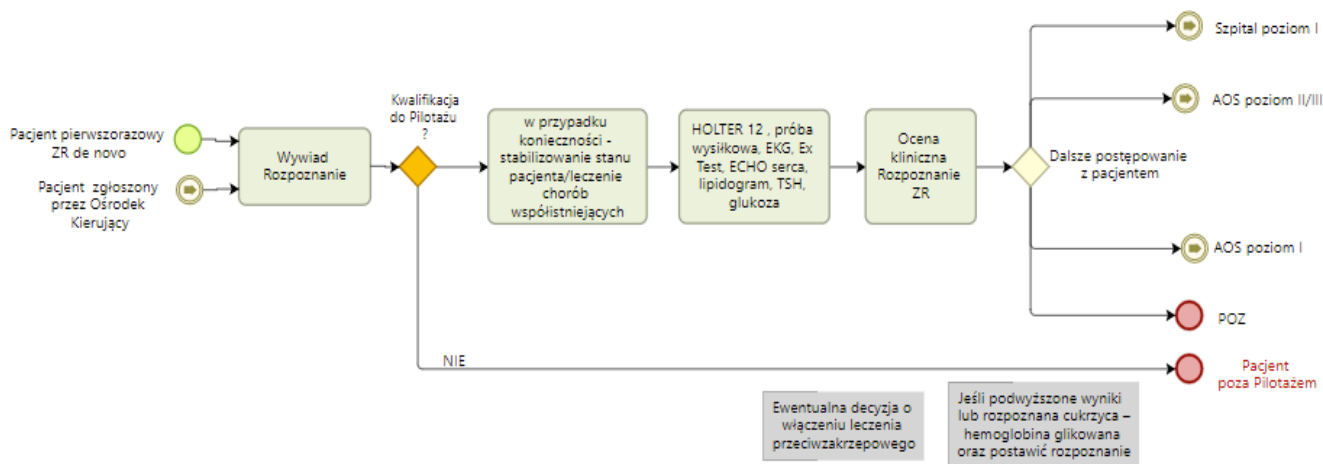 Pacjent pierwszorazowy
ZR de novo
Pacjent zgłoszony
przez Ośrodek
Kierujący
Wywiad
Rozpoznanie
Kwalifikacja
do Pilotażu
?
w przypadku
konieczności -
stabilizowanie stanu
pacjenta/leczenie
chorób
współistniejących
HOLTER 12 , próba
wysiłkowa, EKG, Ex
Test, ECHO serca,
lipidogram, TSH,
glukoza
Ocena
kliniczna
Rozpoznanie
ZR
Dalsze postępowanie
z pacjentem
Szpital poziom I
AOS poziom II/III
AOS poziom I
POZ
NIE
Pacjent
poza Pilotażem
Ewentualna decyzja o
włączeniu leczenia
przeciwzakrzepowego
Jeśli podwyższone wyniki
lub rozpoznana cukrzyca –
hemoglobina glikowana
oraz postawić rozpoznanie